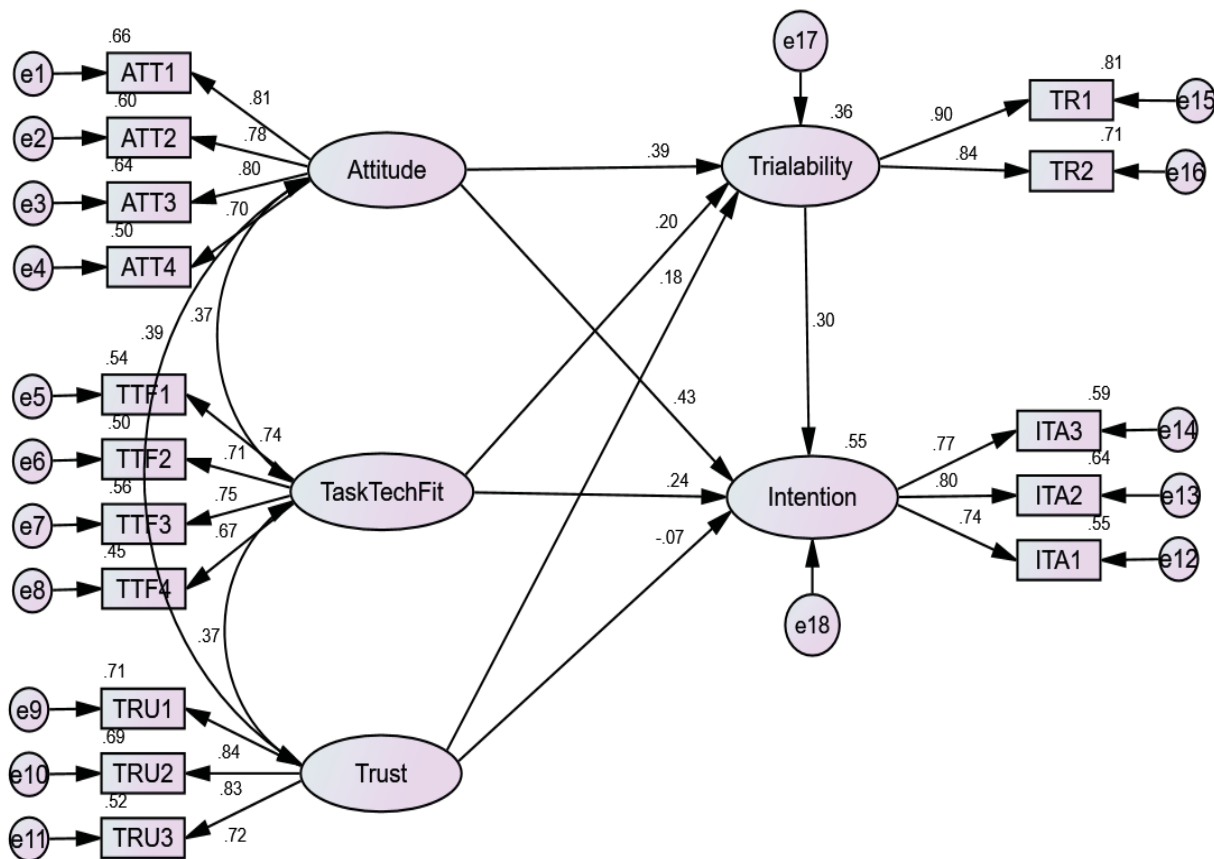 .66
e1
ATT1
.81
.60
e2
ATT2
.78
.64
e3
ATT3
.80
.50
e4
ATT4
.70
Attitude
.39
.37
.39
.54
e5
TTF1
.74
.50
e6
TTF2
.71
.56
e7
TTF3
.75
.45
e8
TTF4
.67
TaskTechFit
.37
.71
e9
TRU1
.84
.69
e10
TRU2
.83
.52
e11
TRU3
.72
Trust
.20
.18
.43
.24
-.07
e17
.36
Trialability
.30
.90
.81
TR1
e15
.84
.71
TR2
e16
.55
Intention
e18
.77
.59
ITA3
e14
.80
.64
ITA2
e13
.74
.55
ITA1
e12